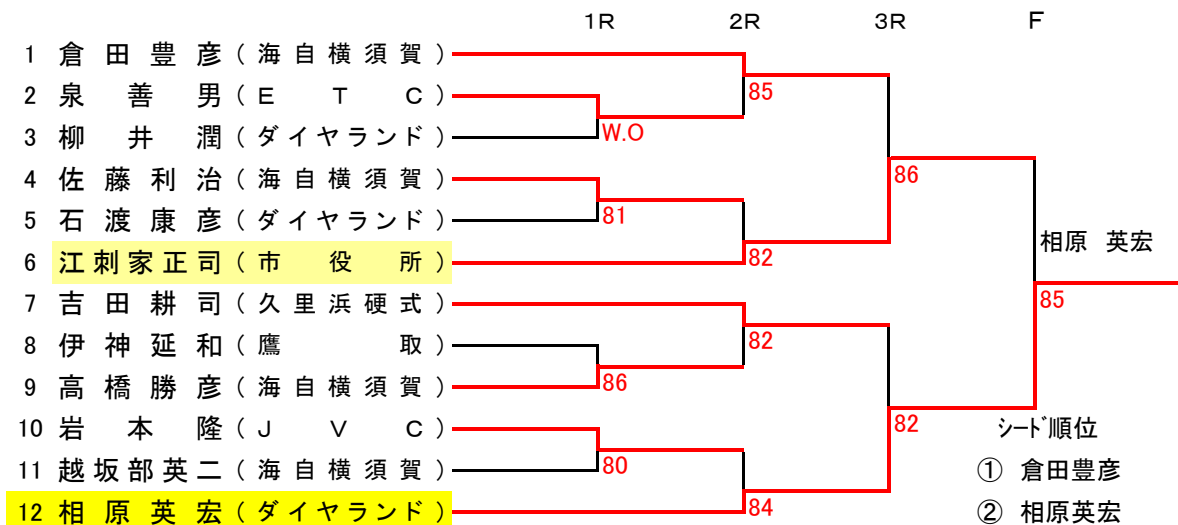 1R 2R 3R F
1 倉田豊彦(海自横須賀)
85
2 泉善男(ETC)
W.O
3 柳井潤(ダイヤランド)
86
4 佐藤利治(海自横須賀)
81
5 石渡康彦(ダイヤランド)
相原 英宏
82
6 江刺家正司(市役所)
85
7 吉田耕司(久里浜硬式)
82
8 伊神延和(鷹取)
86
9 高橋勝彦(海自横須賀)
82 シード順位
10 岩本隆(JVC)
80
11 越坂部英二(海自横須賀) ① 倉田豊彦
84
12 相原英宏(ダイヤランド) ② 相原英宏